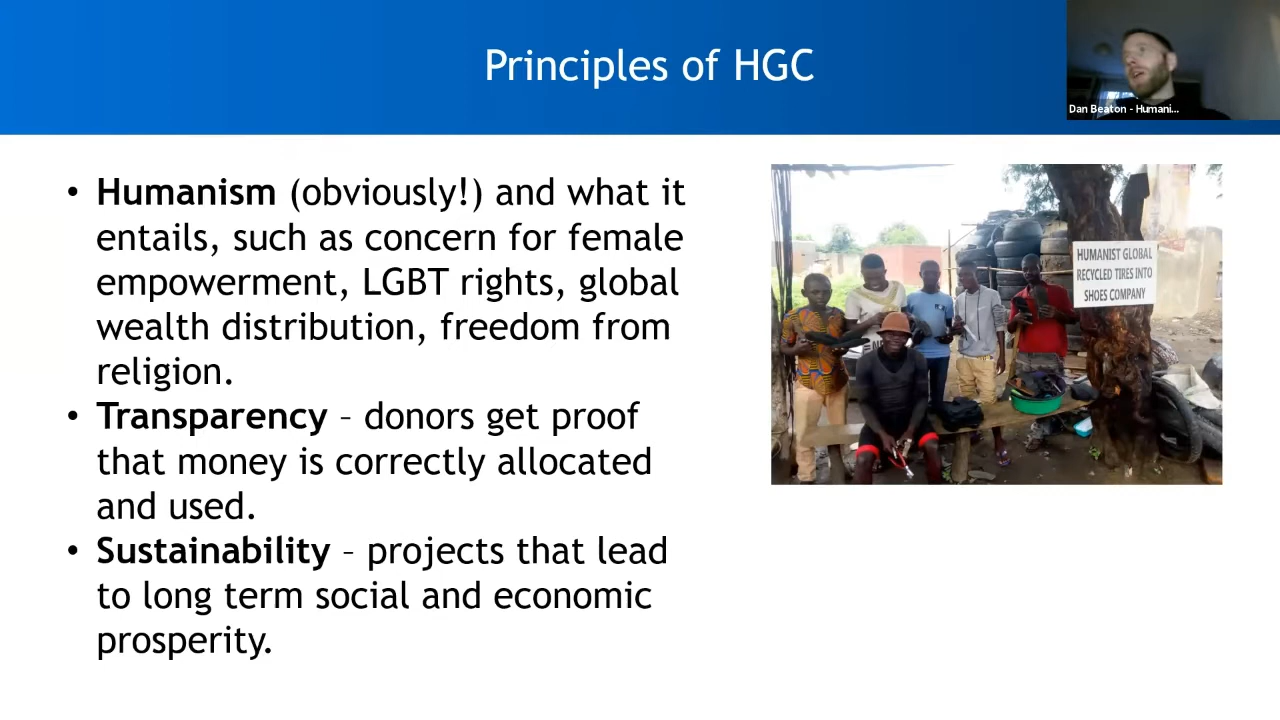 Principles of HGC
Dan Beaton - Humani...
• Humanism (obviously!) and what it
entails, such as concern for female
empowerment, LGBT rights, global
wealth distribution, freedom from
religion.
• Transparency – donors get proof
that money is correctly allocated
and used.
• Sustainability – projects that lead
to long term social and economic
prosperity.
HUMANIST GLOBAL
RECYCLED TIRES INTO
SHOES COMPANY